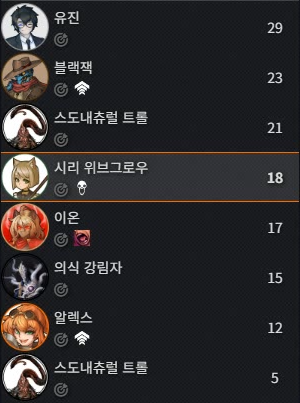 유진
29
블랙잭
23
스도내츄럴 트롤
21
시리 위브그로우
18
이온
17
의식 강림자
15
알렉스
12
스도내츄럴 트롤
5